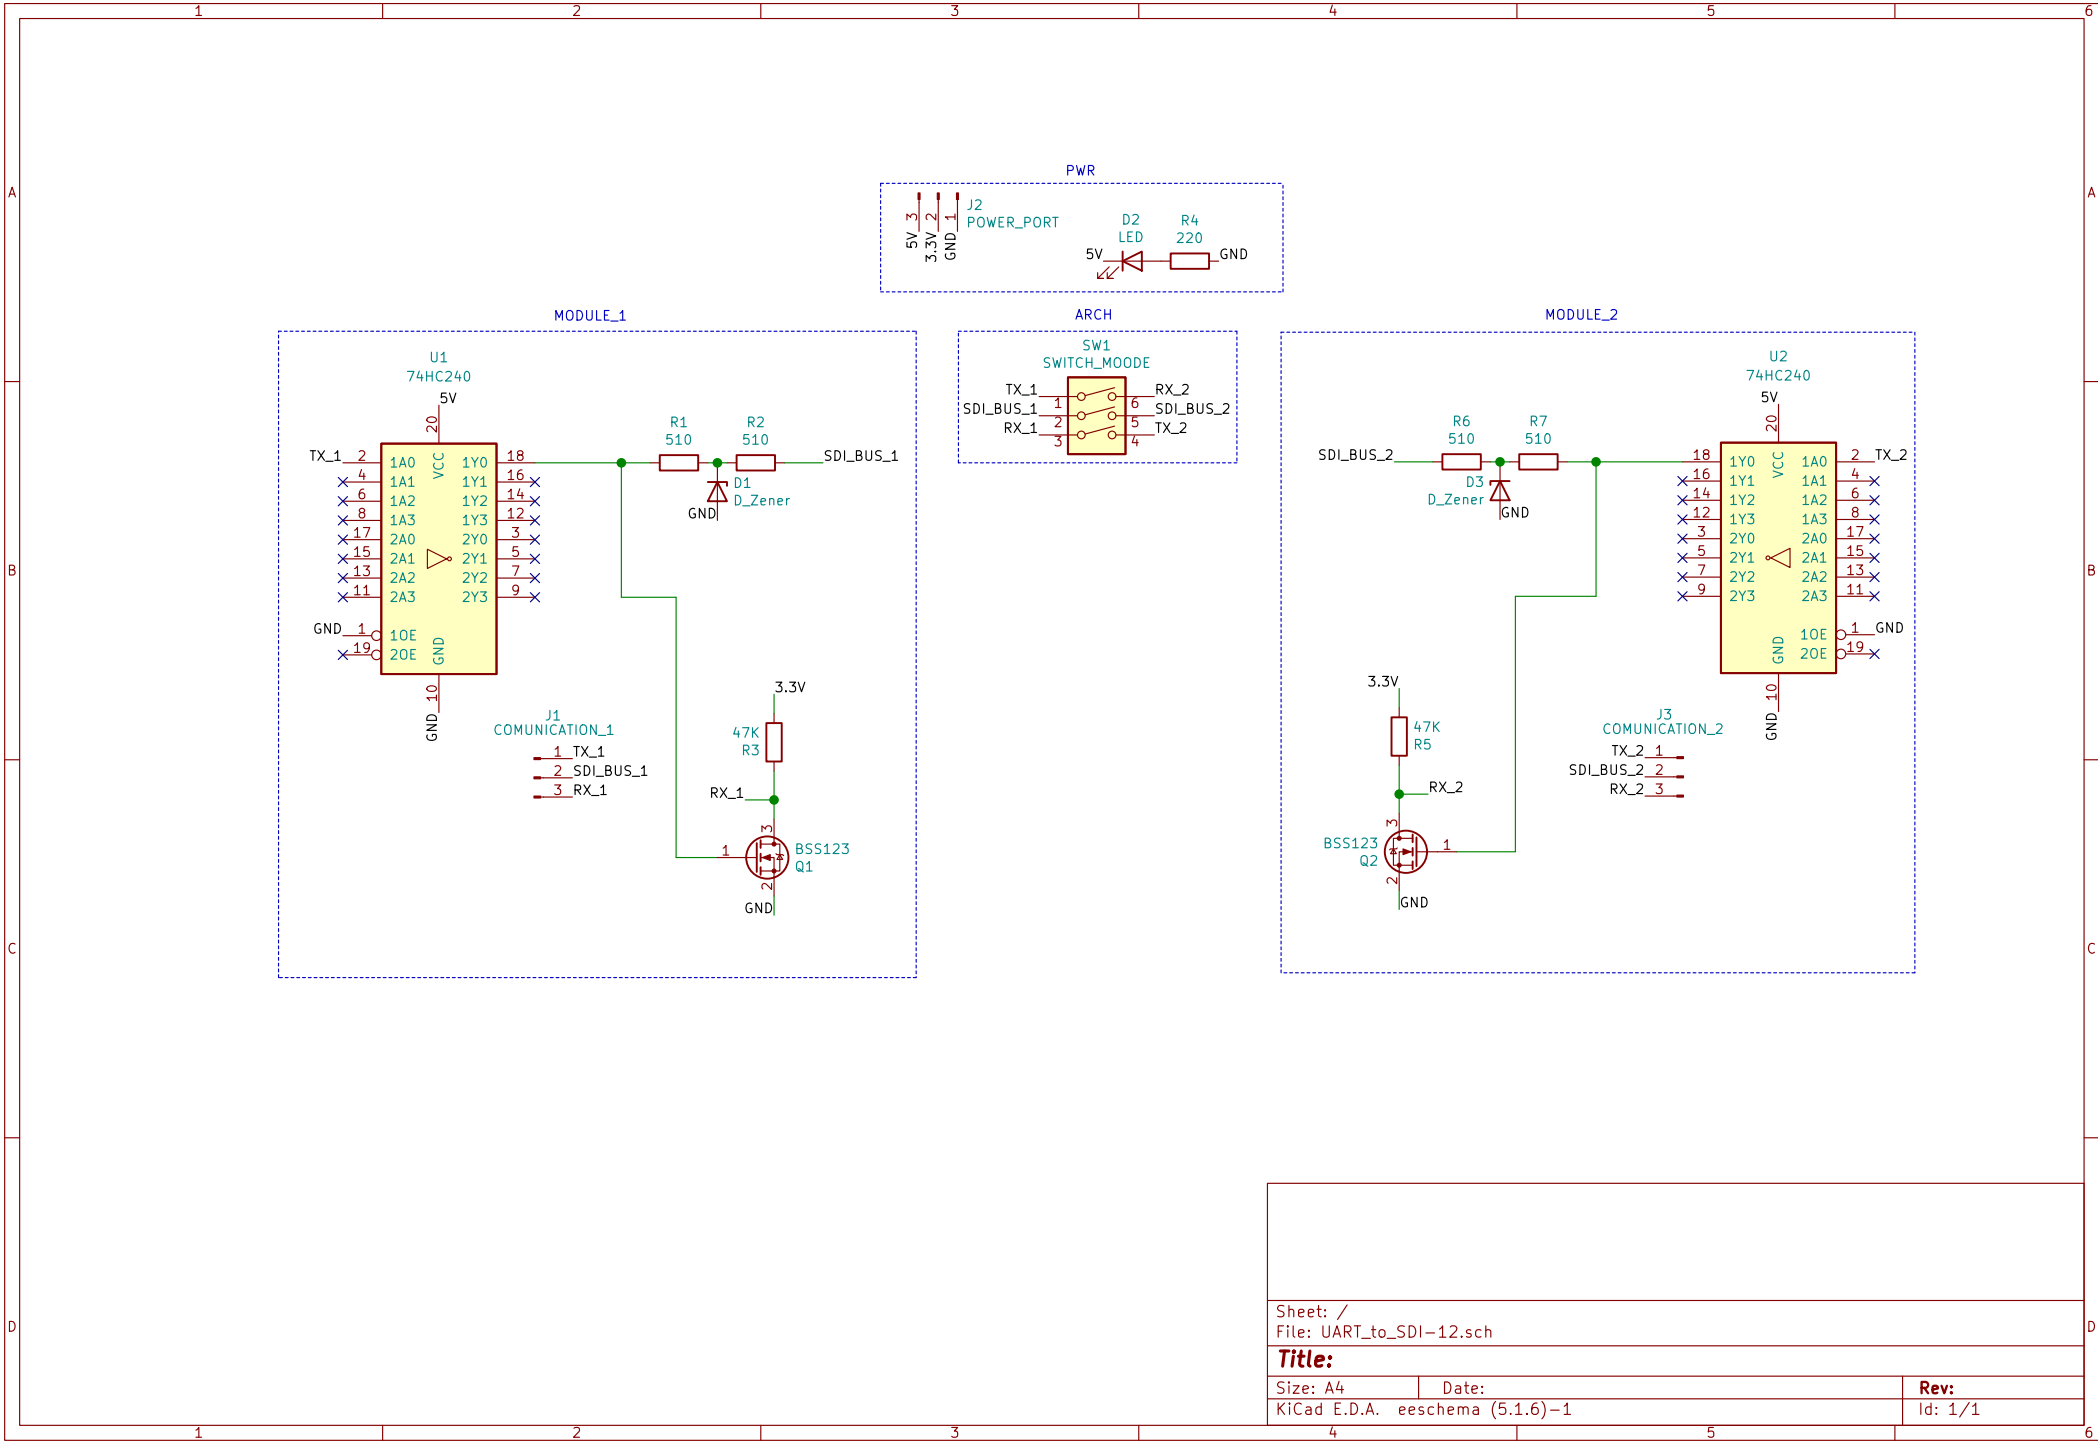 1 2 3 4 5 6
A A
B B
C C
D D
PWR
J2
POWER_PORT
3 2 1
5V 3.3V GND
D2
LED
R4
220
5V
GND
MODULE_1
U1
74HC240
5V
20
VCC
TX_1 2 1A0 1Y0 18
4 1A1 1Y1 16
6 1A2 1Y2 14
8 1A3 1Y3 12
17 2A0 2Y0 3
15 2A1 2Y1 5
13 2A2 2Y2 7
11 2A3 2Y3 9
GND 1 1OE
19 2OE
GND
10
GND
R1
510
R2
510
SDI_BUS_1
D1
D_Zener
GND
3.3V
47K
R3
RX_1
3
1
BSS123
Q1
2
GND
J1
COMUNICATION_1
1 TX_1
2 SDI_BUS_1
3 RX_1
ARCH
SW1
SWITCH_MOODE
TX_1 1 6 RX_2
SDI_BUS_1 2 5 SDI_BUS_2
RX_1 3 4 TX_2
MODULE_2
U2
74HC240
5V
20
VCC
18 1Y0 1A0 2 TX_2
16 1Y1 1A1 4
14 1Y2 1A2 6
12 1Y3 1A3 8
3 2Y0 2A0 17
5 2Y1 2A1 15
7 2Y2 2A2 13
9 2Y3 2A3 11
1OE 1 GND
2OE 19
GND
10
GND
R6
510
R7
510
SDI_BUS_2
D3
D_Zener
GND
3.3V
47K
R5
RX_2
3
1
BSS123
Q2
2
GND
J3
COMUNICATION_2
TX_2 1
SDI_BUS_2 2
RX_2 3
Sheet: /
File: UART_to_SDI-12.sch
Title:
Size: A4 Date: Rev:
KiCad E.D.A. eeschema (5.1.6)-1 Id: 1/1
1 2 3 4 5 6